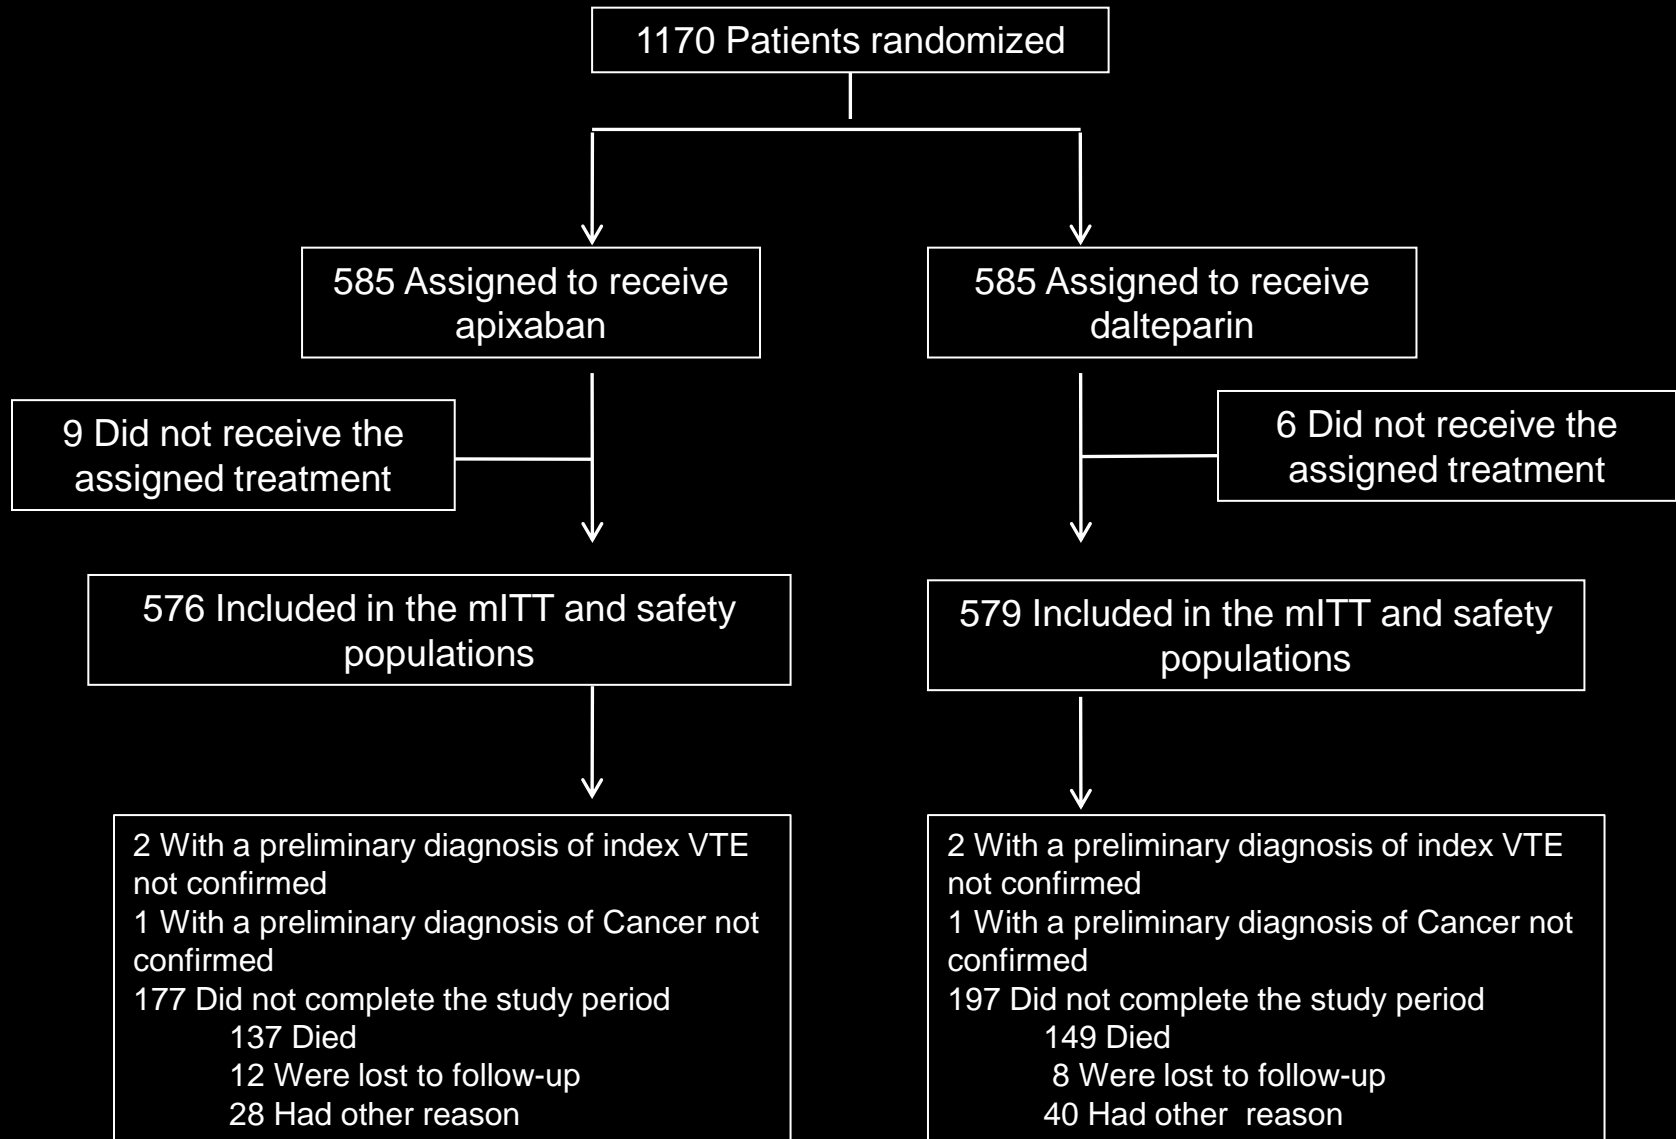 1170 Patients randomized
585 Assigned to receive
apixaban
585 Assigned to receive
dalteparin
9 Did not receive the
assigned treatment
6 Did not receive the
assigned treatment
576 Included in the mITT and safety
populations
579 Included in the mITT and safety
populations
2 With a preliminary diagnosis of index VTE
not confirmed
1 With a preliminary diagnosis of Cancer not
confirmed
177 Did not complete the study period
137 Died
12 Were lost to follow-up
28 Had other reason
2 With a preliminary diagnosis of index VTE
not confirmed
1 With a preliminary diagnosis of Cancer not
confirmed
197 Did not complete the study period
149 Died
8 Were lost to follow-up
40 Had other reason